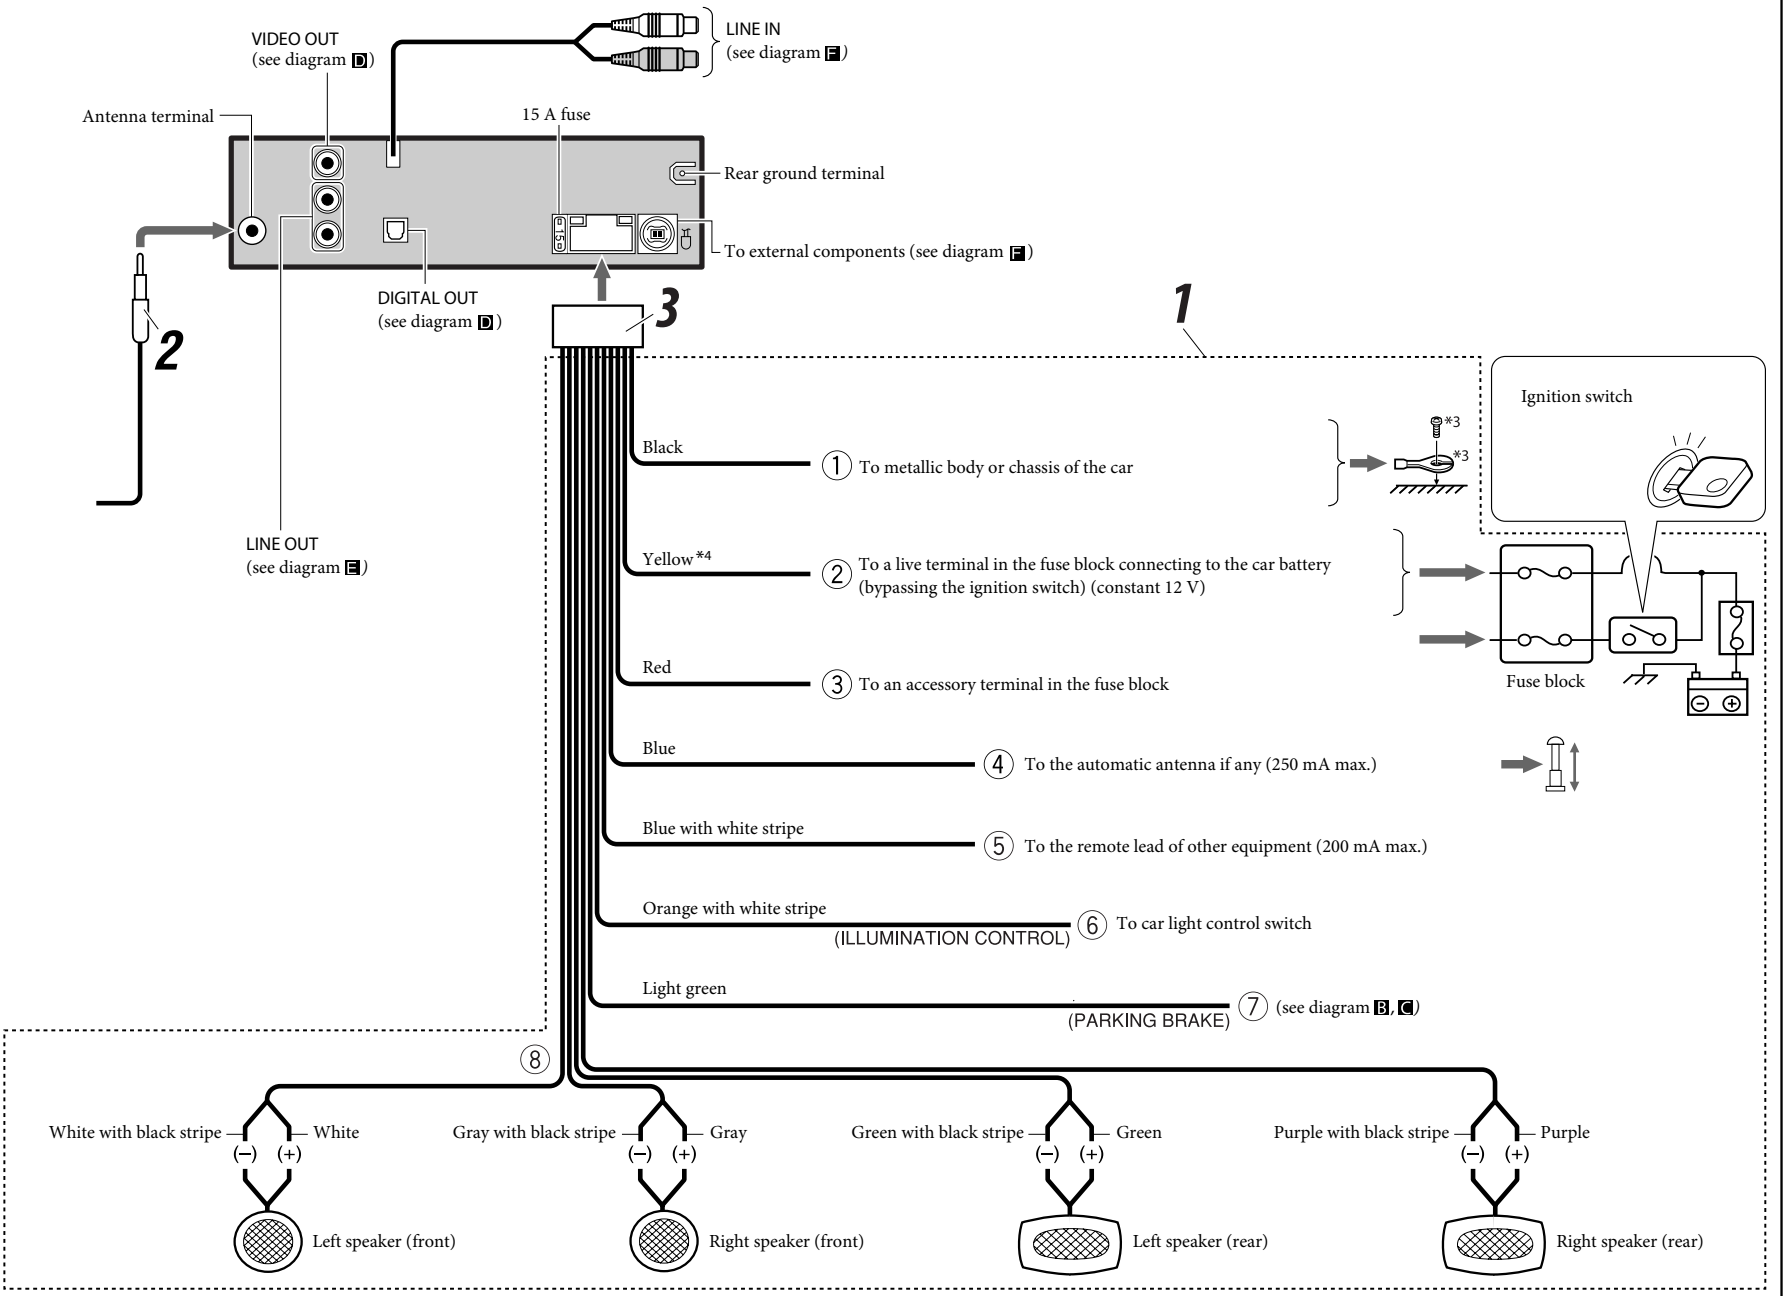 LINE IN
(see diagram F)
VIDEO OUT
(see diagram D)
Antenna terminal
15 A fuse
Rear ground terminal
15
To external components (see diagram F)
DIGITAL OUT
(see diagram D)
3
2
1
Ignition switch
LINE OUT
(see diagram E)
Black
① To metallic body or chassis of the car
*3
*3
Yellow*4
② To a live terminal in the fuse block connecting to the car battery
(bypassing the ignition switch) (constant 12 V)
Red
③ To an accessory terminal in the fuse block
Fuse block
Blue
④ To the automatic antenna if any (250 mA max.)
Blue with white stripe
⑤ To the remote lead of other equipment (200 mA max.)
Orange with white stripe
(ILLUMINATION CONTROL)
⑥ To car light control switch
Light green
(PARKING BRAKE)
⑦ (see diagram B, C)
⑧
White with black stripe
White
Gray with black stripe
Gray
Green with black stripe
Green
Purple with black stripe
Purple
(−) (+)
(−) (+)
(−) (+)
(−) (+)
Left speaker (front)
Right speaker (front)
Left speaker (rear)
Right speaker (rear)